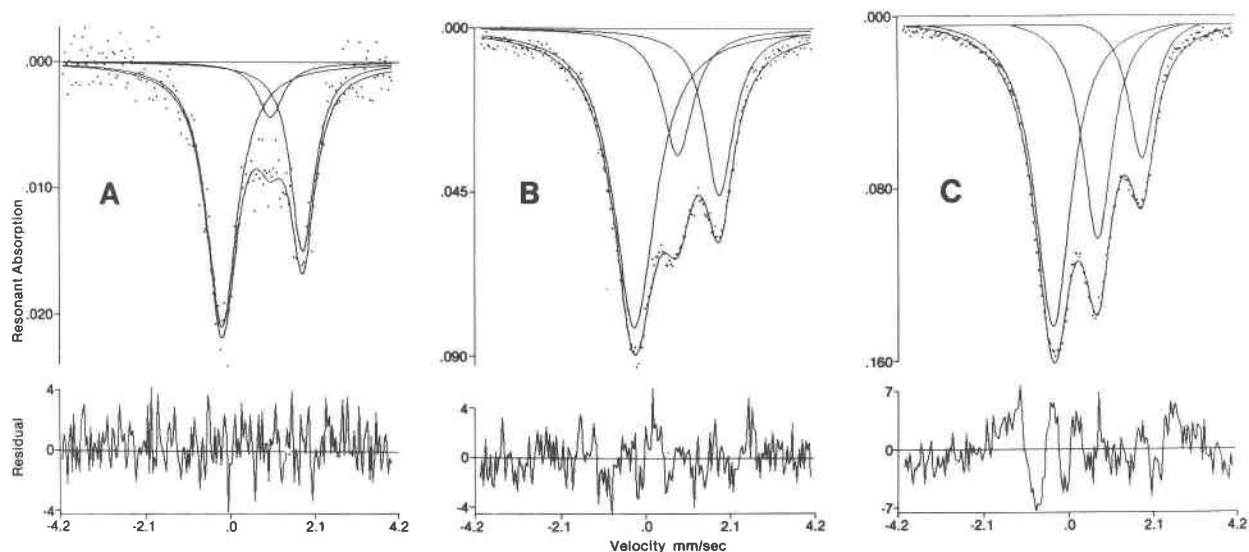 .000
.010
.020
A
Resonant Absorption
.000
.045
.090
B
.000
.080
.160
C
4
0
-4
Residual
-4.2 -2.1 .0 2.1 4.2
4
0
-4
-4.2 -2.1 .0 2.1 4.2
Velocity mm/sec
7
0
-7
-4.2 -2.1 .0 2.1 4.2